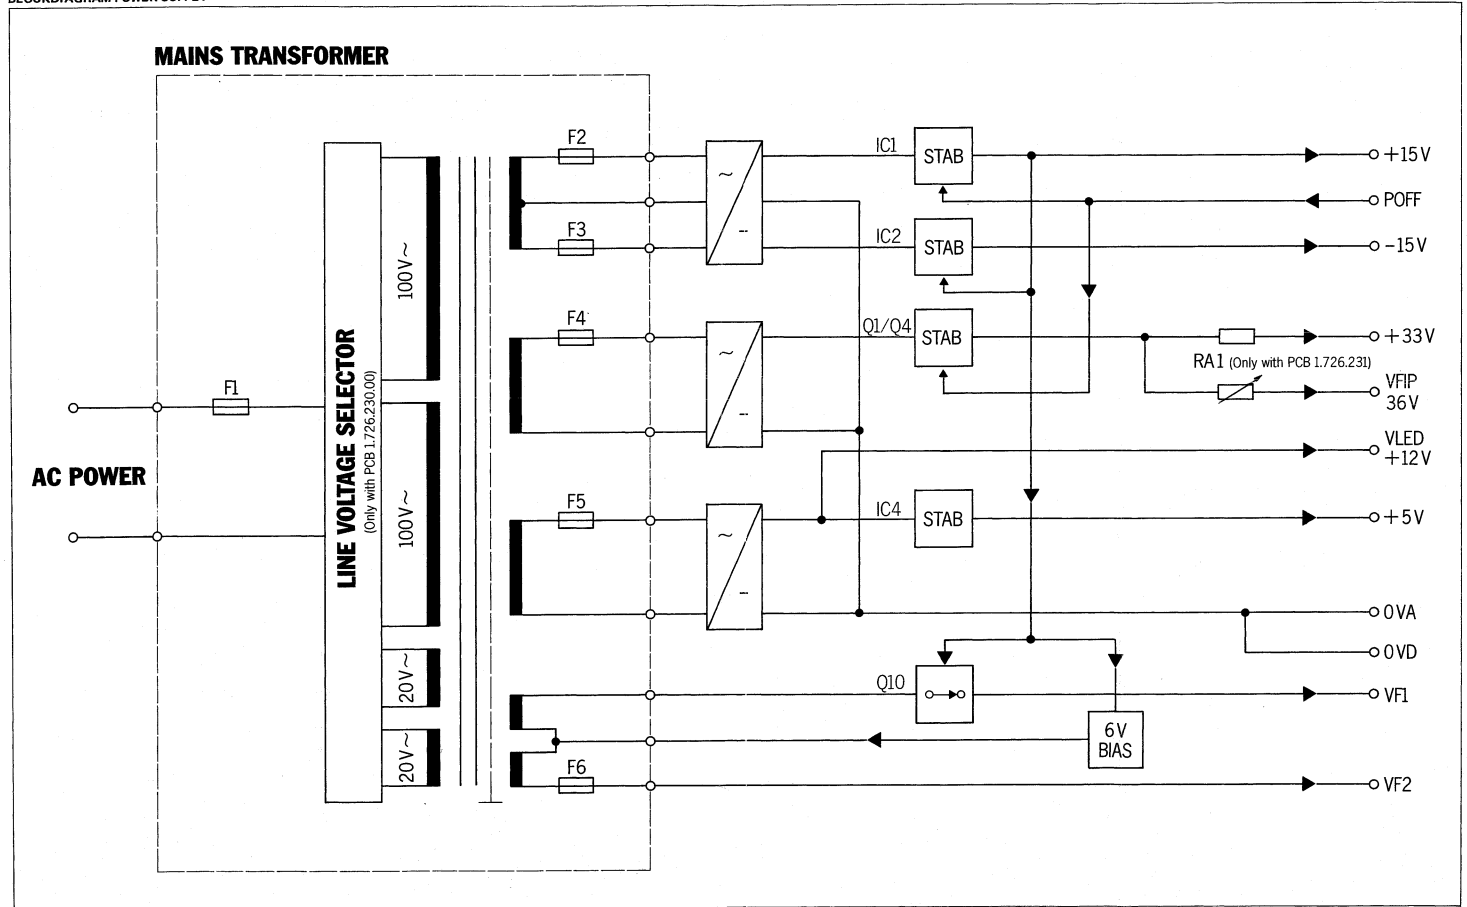 MAINS TRANSFORMER
F2
IC1
STAB
+15V
~
POFF
F3
IC2
STAB
-15V
100V~
F4
Q1/Q4
STAB
+33V
~
RA1 (Only with PCB 1.726.231)
VFIP
36V
F1
LINE VOLTAGE SELECTOR
(Only with PCB 1.726.230.00)
VLED
+12V
AC POWER
100V~
F5
IC4
STAB
+5V
~
0VA
0VD
20V~
Q10
VF1
6V
BIAS
20V~
F6
VF2